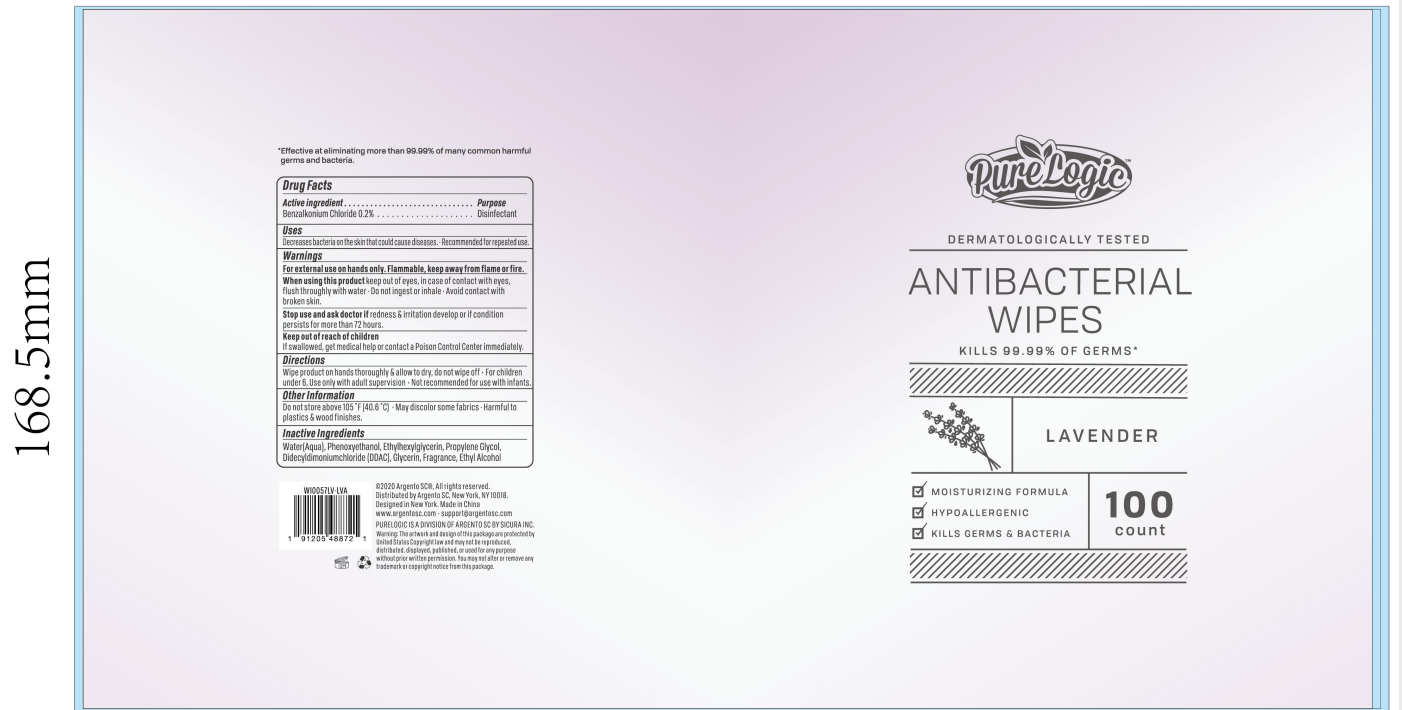 168.5mm
*Effective at eliminating more than 99.99% of many common harmful
germs and bacteria.
Drug Facts
Active ingredient . . . . . . . . . . . . . . . . . . . . . . . . . . . . . . Purpose
Benzalkonium Chloride 0.2% . . . . . . . . . . . . . . . . . . . . . Disinfectant
Uses
Decreases bacteria on the skin that could cause diseases. · Recommended for repeated use.
Warnings
For external use on hands only. Flammable, keep away from flame or fire.
When using this product keep out of eyes, in case of contact with eyes,
flush throughly with water · Do not ingest or inhale · Avoid contact with
broken skin.
Stop use and ask doctor if redness & irritation develop or if condition
persists for more than 72 hours.
Keep out of reach of children
If swallowed, get medical help or contact a Poison Control Center immediately.
Directions
Wipe product on hands thoroughly & allow to dry, do not wipe off · For children
under 6, Use only with adult supervision · Not recommended for use with infants.
Other Information
Do not store above 105˚F (40.6˚C) · May discolor some fabrics · Harmful to
plastics & wood finishes.
Inactive Ingredients
Water(Aqua), Phenoxyethanol, Ethylhexylglycerin, Propylene Glycol,
Didecyldimoniumchloride (DDAC), Glycerin, Fragrance, Ethyl Alcohol
WI0057LV-LVA
1 91205 48872 1
©2020 Argento SC®, All rights reserved.
Distributed by Argento SC, New York, NY 10018.
Designed in New York. Made in China
www.argentosc.com · support@argentosc.com
PURELOGIC IS A DIVISION OF ARGENTO SC BY SICURA INC.
Warning: The artwork and design of this package are protected by
United States Copyright law and may not be reproduced,
distributed, displayed, published, or used for any purpose
without prior written permission. You may not alter or remove any
trademark or copyright notice from this package.
Pure Logic™
DERMATOLOGICALLY TESTED
ANTIBACTERIAL
WIPES
KILLS 99.99% OF GERMS*
LAVENDER
MOISTURIZING FORMULA
HYPOALLERGENIC
KILLS GERMS & BACTERIA
100
count